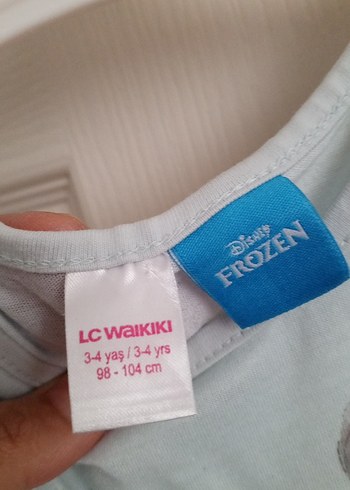 LC WAIKIKI
3-4 yaş / 3-4 yrs
98 - 104 cm
Disney
FROZEN